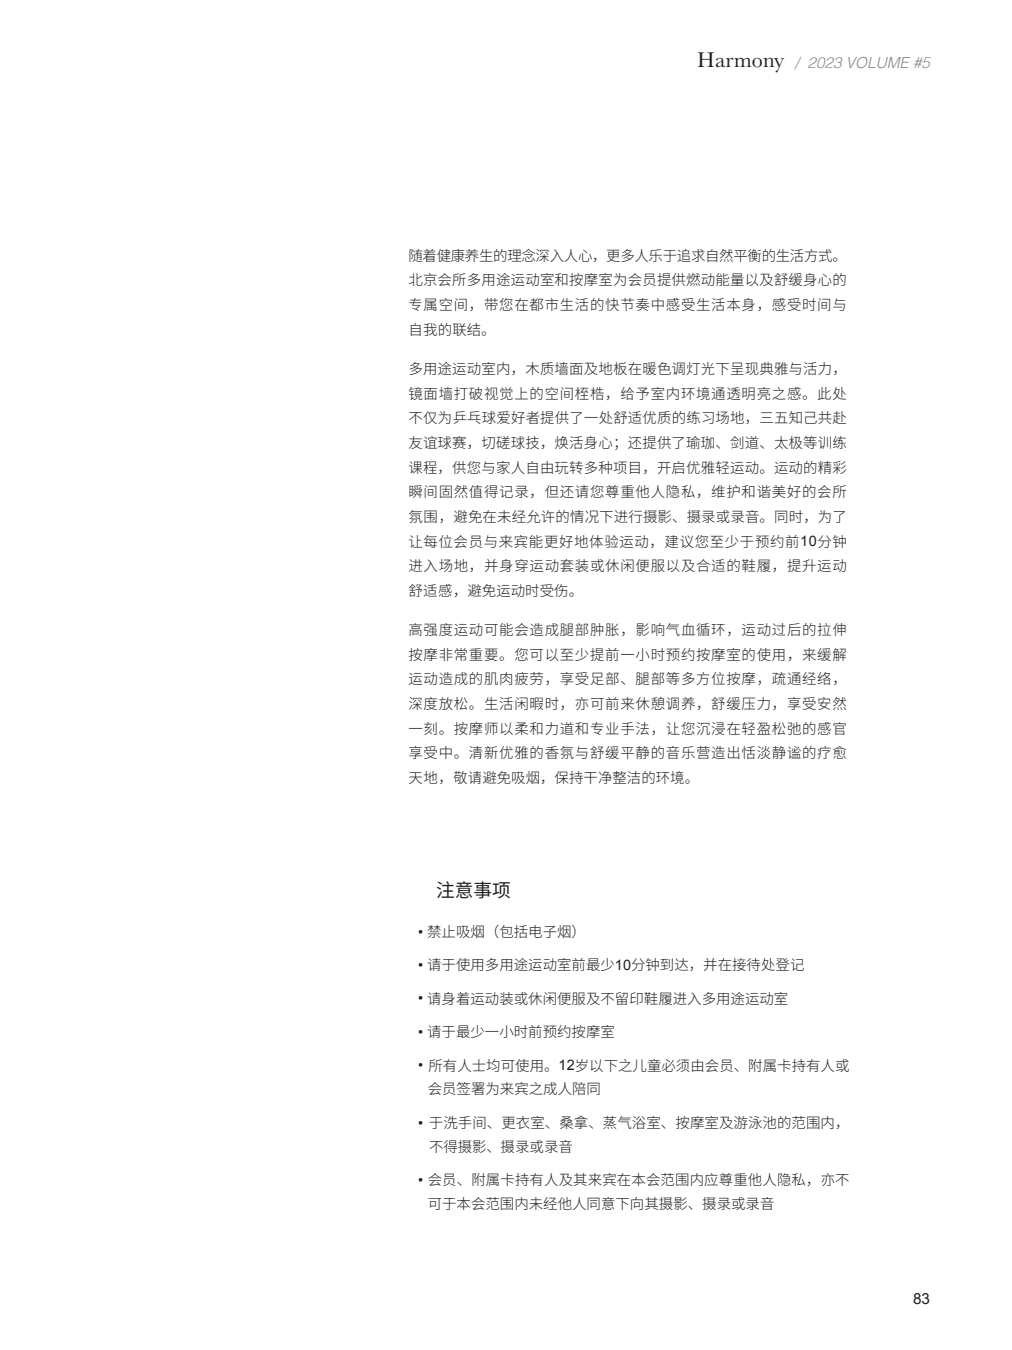 Harmony / 2023 VOLUME #5
随着健康养生的理念深入人心，更多人乐于追求自然平衡的生活方式。
北京会所多用途运动室和按摩室为会员提供燃动能量以及舒缓身心的
专属空间，带您在都市生活的快节奏中感受生活本身，感受时间与
自我的联结。
多用途运动室内，木质墙面及地板在暖色调灯光下呈现典雅与活力，
镜面墙打破视觉上的空间桎梏，给予室内环境通透明亮之感。此处
不仅为乒乓球爱好者提供了一处舒适优质的练习场地，三五知己共赴
友谊球赛，切磋球技，焕活身心；还提供了瑜珈、剑道、太极等训练
课程，供您与家人自由玩转多种项目，开启优雅轻运动。运动的精彩
瞬间固然值得记录，但还请您尊重他人隐私，维护和谐美好的会所
氛围，避免在未经允许的情况下进行摄影、摄录或录音。同时，为了
让每位会员与来宾能更好地体验运动，建议您至少于预约前10分钟
进入场地，并身穿运动套装或休闲便服以及合适的鞋履，提升运动
舒适感，避免运动时受伤。
高强度运动可能会造成腿部肿胀，影响气血循环，运动过后的拉伸
按摩非常重要。您可以至少提前一小时预约按摩室的使用，来缓解
运动造成的肌肉疲劳，享受足部、腿部等多方位按摩，疏通经络，
深度放松。生活闲暇时，亦可前来休憩调养，舒缓压力，享受安然
一刻。按摩师以柔和力道和专业手法，让您沉浸在轻盈松弛的感官
享受中。清新优雅的香氛与舒缓平静的音乐营造出恬淡静谧的疗愈
天地，敬请避免吸烟，保持干净整洁的环境。
注意事项
• 禁止吸烟（包括电子烟）
• 请于使用多用途运动室前最少10分钟到达，并在接待处登记
• 请身着运动装或休闲便服及不留印鞋履进入多用途运动室
• 请于最少一小时前预约按摩室
• 所有人士均可使用。12岁以下之儿童必须由会员、附属卡持有人或
会员签署为来宾之成人陪同
• 于洗手间、更衣室、桑拿、蒸气浴室、按摩室及游泳池的范围内，
不得摄影、摄录或录音
• 会员、附属卡持有人及其来宾在本会范围内应尊重他人隐私，亦不
可于本会范围内未经他人同意下向其摄影、摄录或录音
83